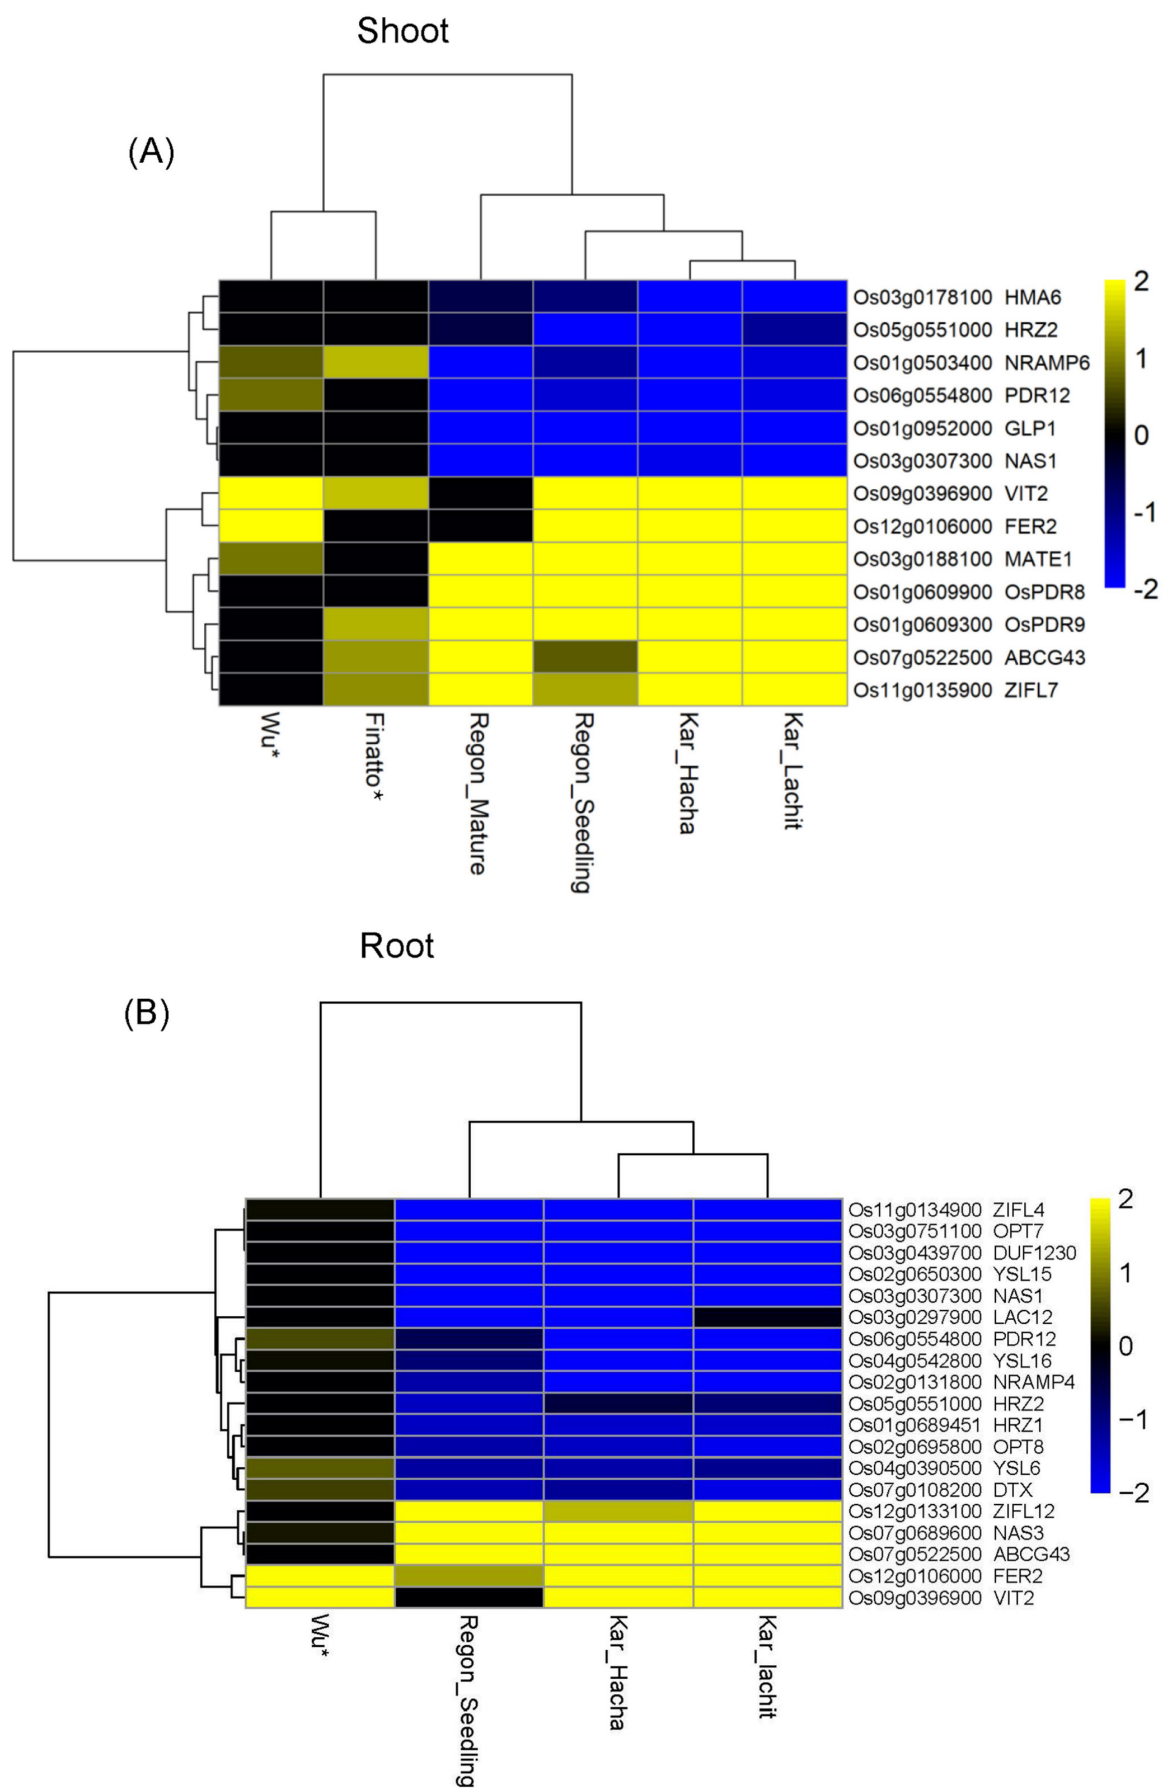 Shoot
(A)
Os03g0178100 HMA6
Os05g0551000 HRZ2
Os01g0503400 NRAMP6
Os06g0554800 PDR12
Os01g0952000 GLP1
Os03g0307300 NAS1
Os09g0396900 VIT2
Os12g0106000 FER2
Os03g0188100 MATE1
Os01g0609900 OsPDR8
Os01g0609300 OsPDR9
Os07g0522500 ABCG43
Os11g0135900 ZIFL7
2
1
0
-1
-2
Wu*
Finatto*
Regon_Mature
Regon_Seedling
Kar_Hacha
Kar_Lachit
Root
(B)
Os11g0134900 ZIFL4
Os03g0751100 OPT7
Os03g0439700 DUF1230
Os02g0650300 YSL15
Os03g0307300 NAS1
Os03g0297900 LAC12
Os06g0554800 PDR12
Os04g0542800 YSL16
Os02g0131800 NRAMP4
Os05g0551000 HRZ2
Os01g0689451 HRZ1
Os02g0695800 OPT8
Os04g0390500 YSL6
Os07g0108200 DTX
Os12g0133100 ZIFL12
Os07g0689600 NAS3
Os07g0522500 ABCG43
Os12g0106000 FER2
Os09g0396900 VIT2
2
1
0
−1
−2
Wu*
Regon_Seedling
Kar_Hacha
Kar_lachit